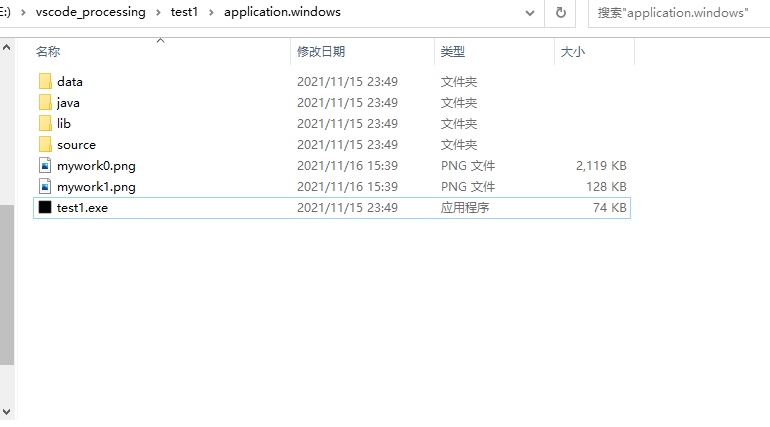 E:) > vscode_processing > test1 > application.windows 搜索"application.windows"
名称 修改日期 类型 大小
data 2021/11/15 23:49 文件夹
java 2021/11/15 23:49 文件夹
lib 2021/11/15 23:49 文件夹
source 2021/11/15 23:49 文件夹
mywork0.png 2021/11/16 15:39 PNG 文件 2,119 KB
mywork1.png 2021/11/16 15:39 PNG 文件 128 KB
test1.exe 2021/11/15 23:49 应用程序 74 KB